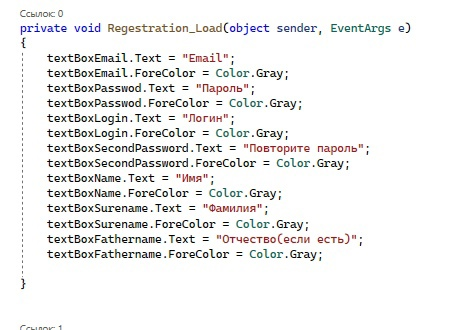 Ссылок: 0
private void Regestration_Load(object sender, EventArgs e)
{
textBoxEmail.Text = "Email";
textBoxEmail.ForeColor = Color.Gray;
textBoxPasswod.Text = "Пароль";
textBoxPasswod.ForeColor = Color.Gray;
textBoxLogin.Text = "Логин";
textBoxLogin.ForeColor = Color.Gray;
textBoxSecondPassword.Text = "Повторите пароль";
textBoxSecondPassword.ForeColor = Color.Gray;
textBoxName.Text = "Имя";
textBoxName.ForeColor = Color.Gray;
textBoxSurename.Text = "Фамилия";
textBoxSurename.ForeColor = Color.Gray;
textBoxFathername.Text = "Отчество(если есть)";
textBoxFathername.ForeColor = Color.Gray;
}
Ссылок: 1